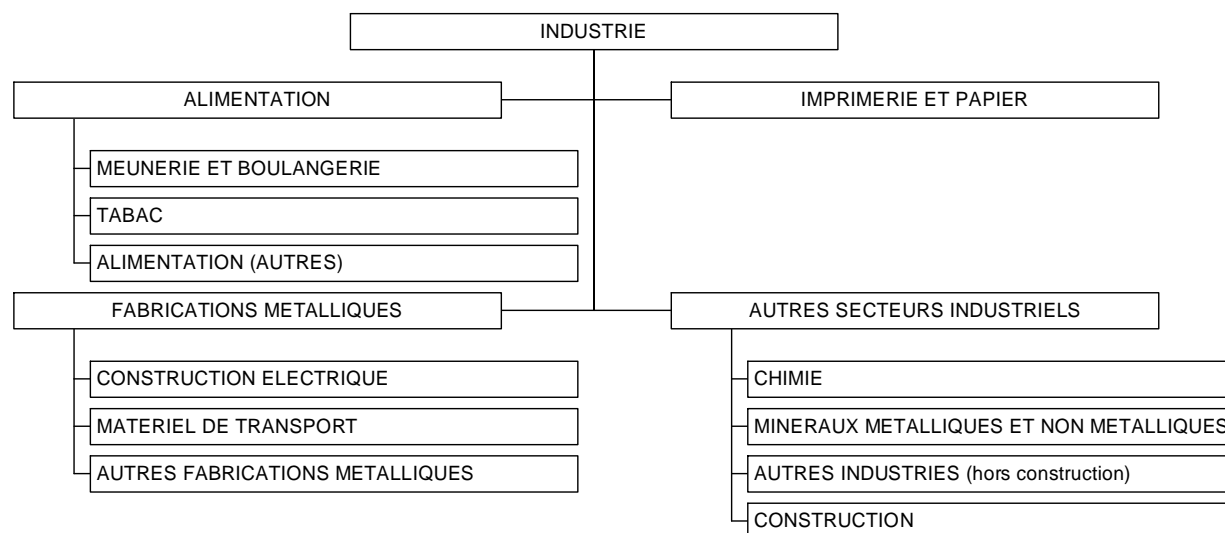 INDUSTRIE
ALIMENTATION
IMPRIMERIE ET PAPIER
MEUNERIE ET BOULANGERIE
TABAC
ALIMENTATION (AUTRES)
FABRICATIONS METALLIQUES
AUTRES SECTEURS INDUSTRIELS
CONSTRUCTION ELECTRIQUE
MATERIEL DE TRANSPORT
AUTRES FABRICATIONS METALLIQUES
CHIMIE
MINERAUX METALLIQUES ET NON METALLIQUES
AUTRES INDUSTRIES (hors construction)
CONSTRUCTION